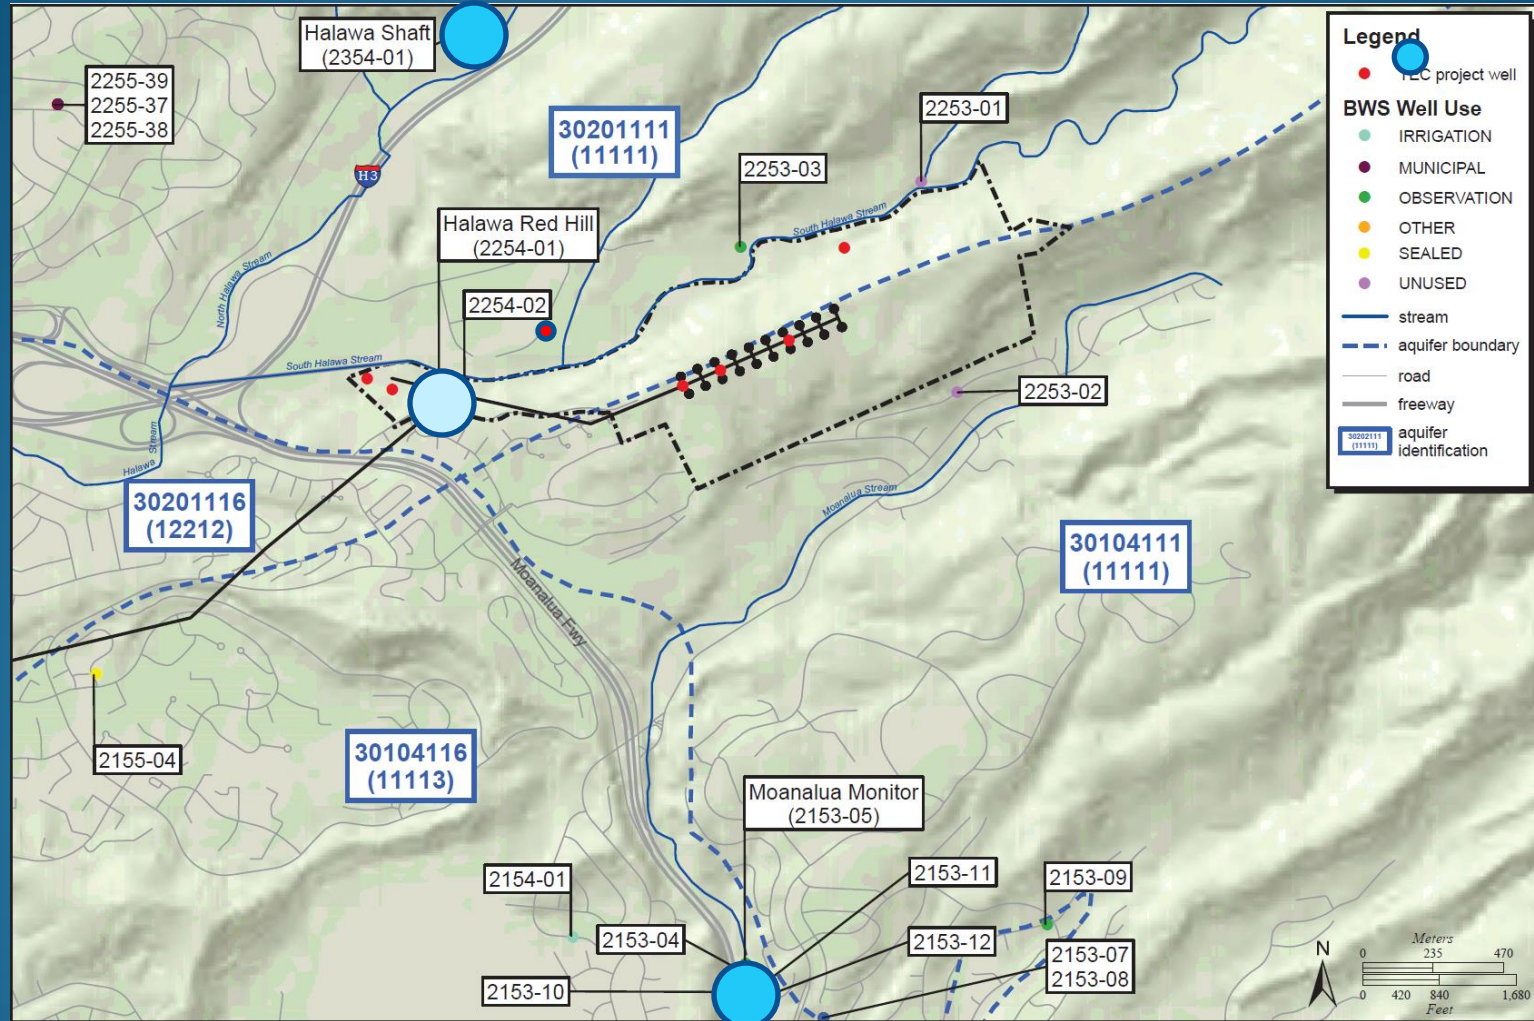 Halawa Shaft
(2354-01)
2255-39
2255-37
2255-38
H3
30201111
(11111)
2253-01
2253-03
South Halawa Stream
Halawa Red Hill
(2254-01)
2254-02
North Halawa Stream
South Halawa Stream
2253-02
Halawa Stream
30201116
(12212)
Moanalua Stream
30104111
(11111)
Moanalua Fwy
2155-04
30104116
(11113)
Moanalua Monitor
(2153-05)
2154-01
2153-11
2153-09
2153-04
2153-12
2153-07
2153-08
2153-10
Legend
project well
BWS Well Use
IRRIGATION
MUNICIPAL
OBSERVATION
OTHER
SEALED
UNUSED
stream
aquifer boundary
road
freeway
30202111
(11111)
aquifer
identification
N
Meters
0 235 470
0 420 840 1,680
Feet